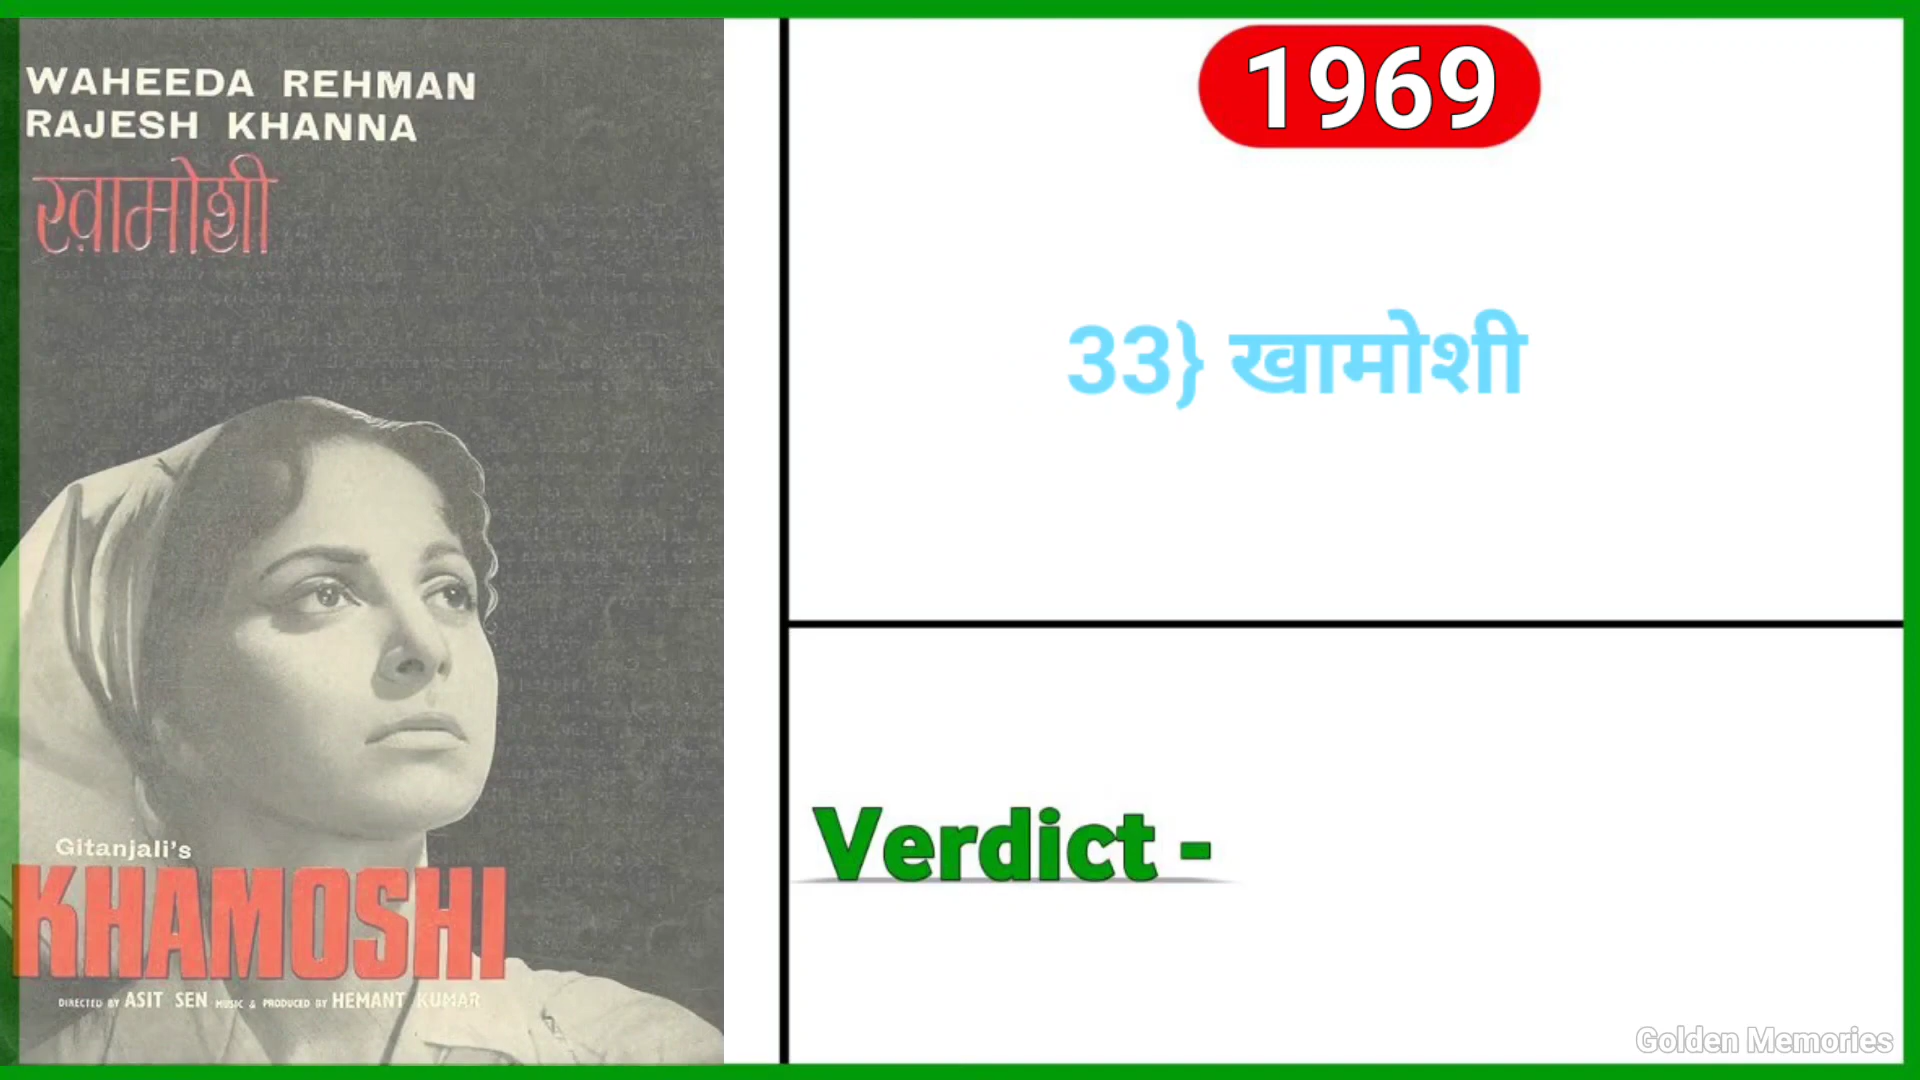 WAHEEDA REHMAN
RAJESH KHANNA
ख़ामोशी
Gitanjali's
KHAMOSHI
DIRECTED BY ASIT SEN MUSIC & PRODUCED BY HEMANT KUMAR
1969
33} खामोशी
Verdict -
Golden Memories